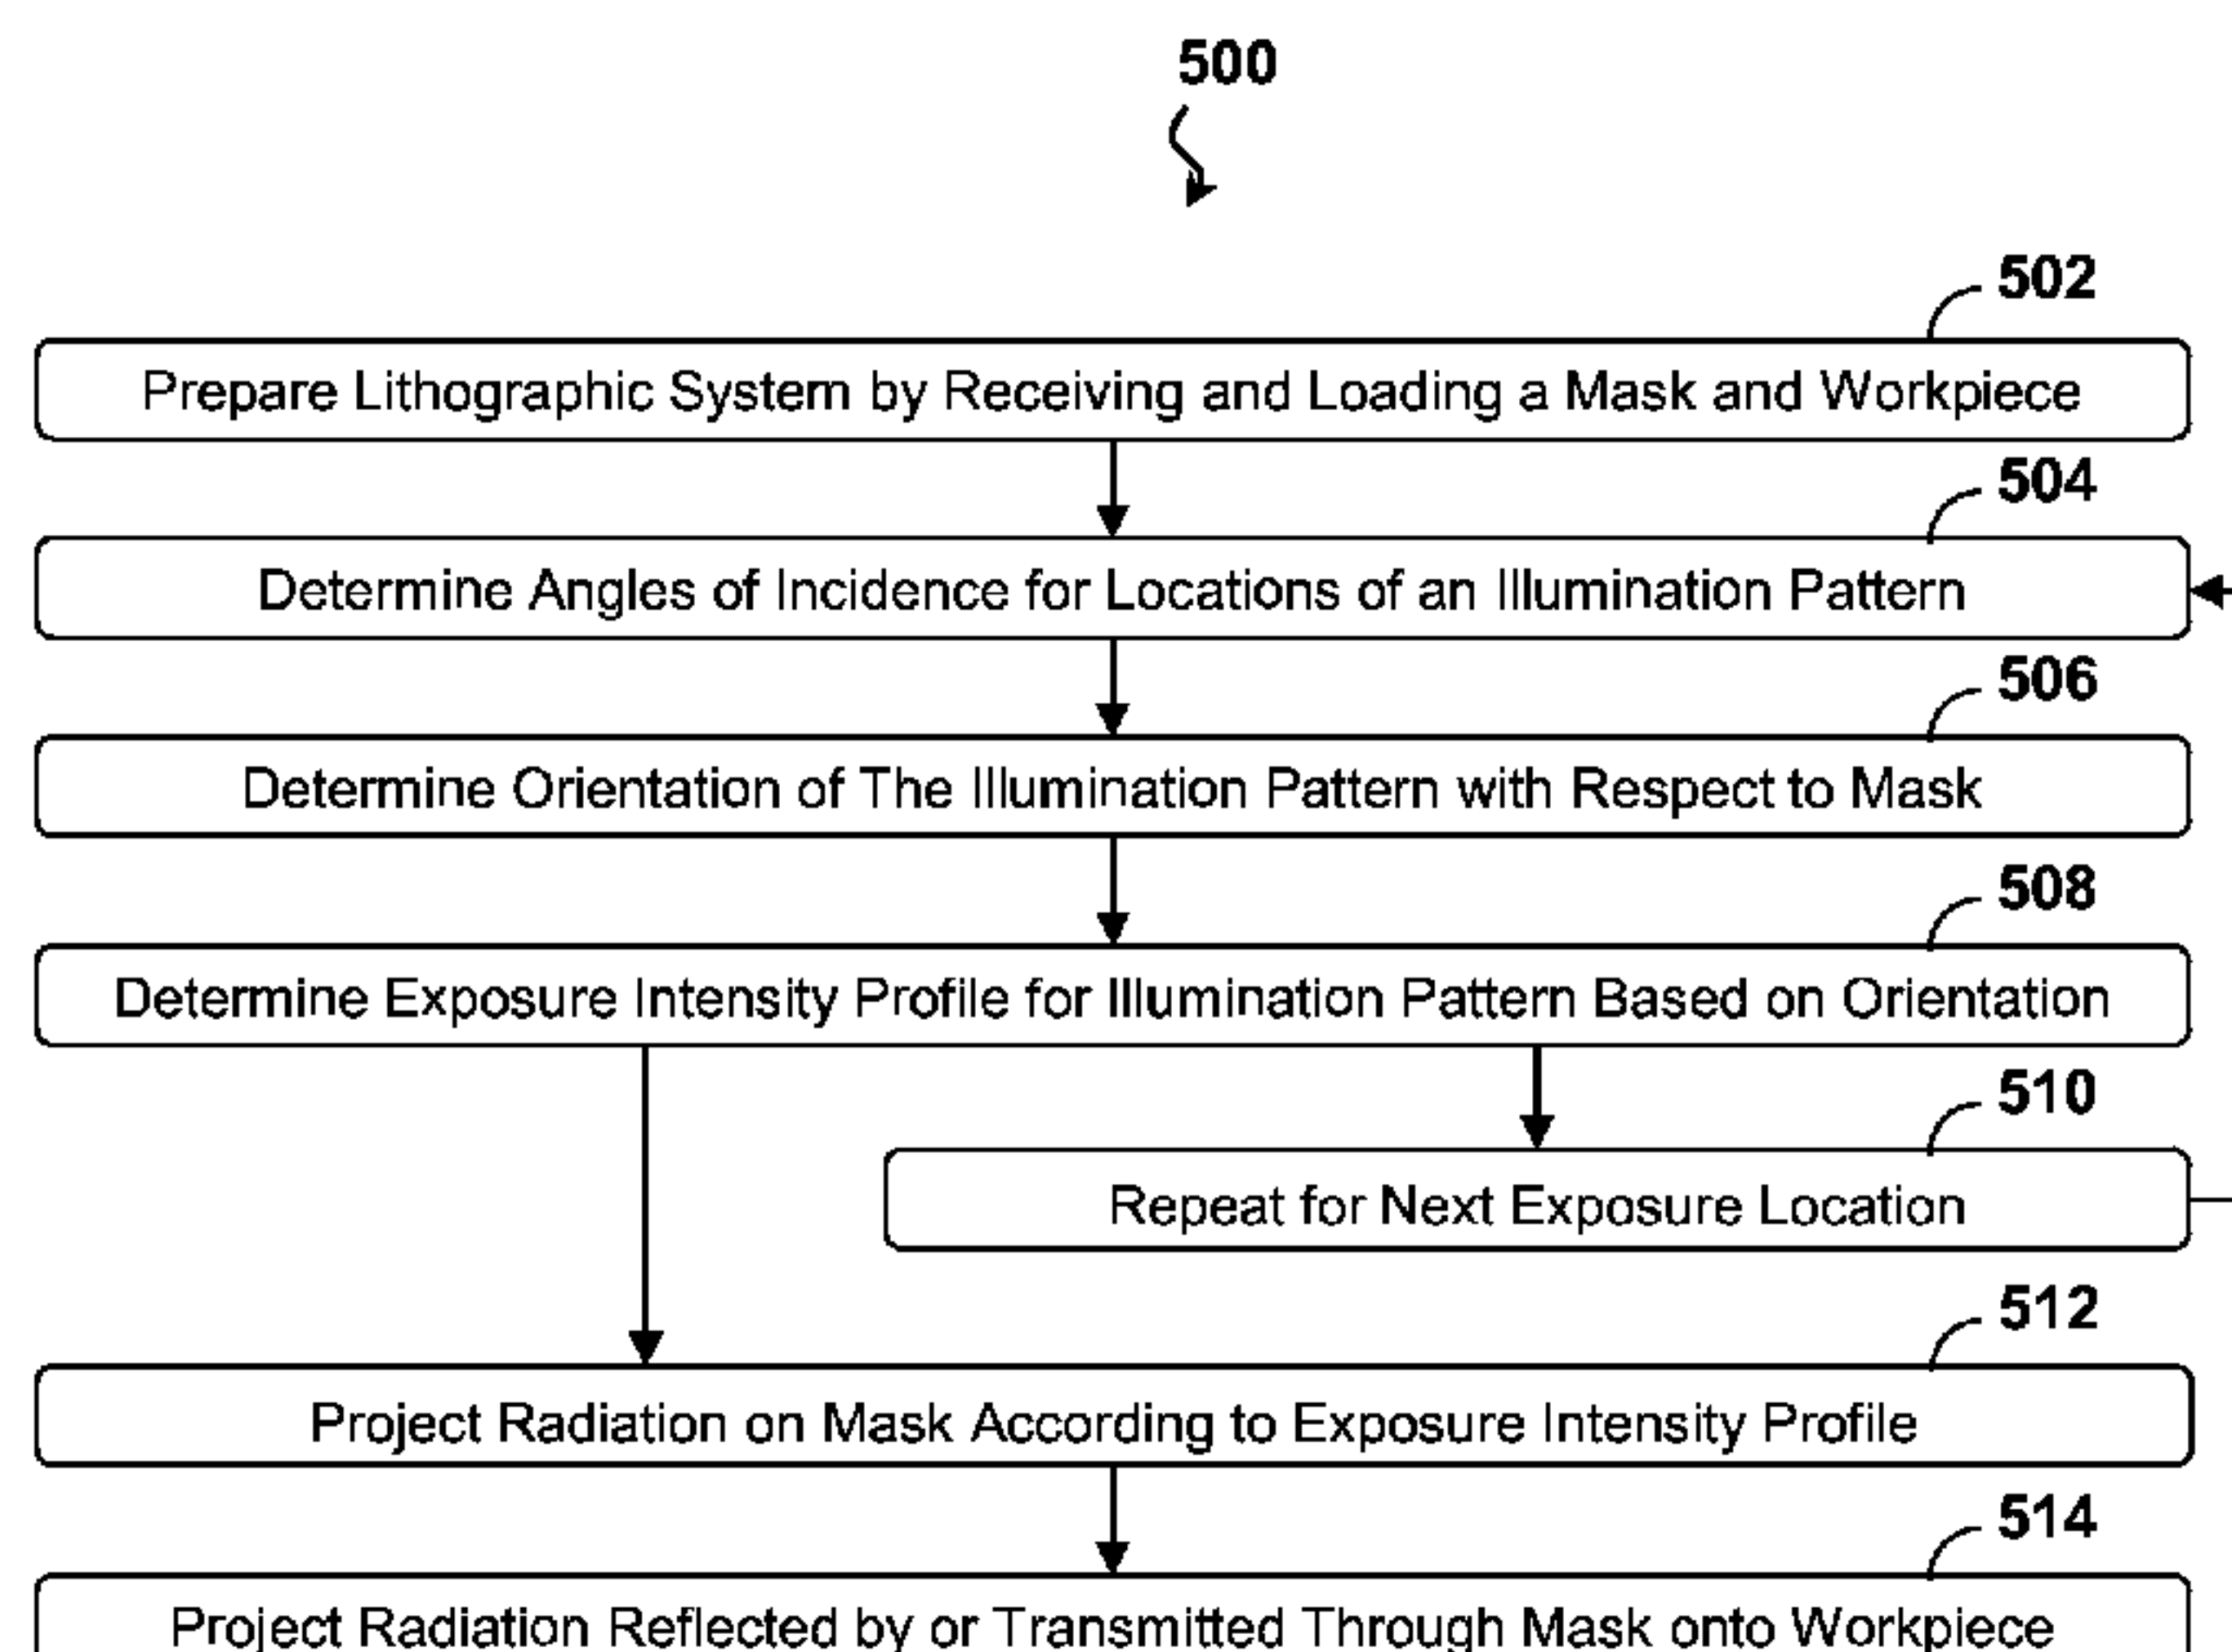 500
502
Prepare Lithographic System by Receiving and Loading a Mask and Workpiece
504
Determine Angles of Incidence for Locations of an Illumination Pattern
506
Determine Orientation of The Illumination Pattern with Respect to Mask
508
Determine Exposure Intensity Profile for Illumination Pattern Based on Orientation
510
Repeat for Next Exposure Location
512
Project Radiation on Mask According to Exposure Intensity Profile
514
Project Radiation Reflected by or Transmitted Through Mask onto Workpiece